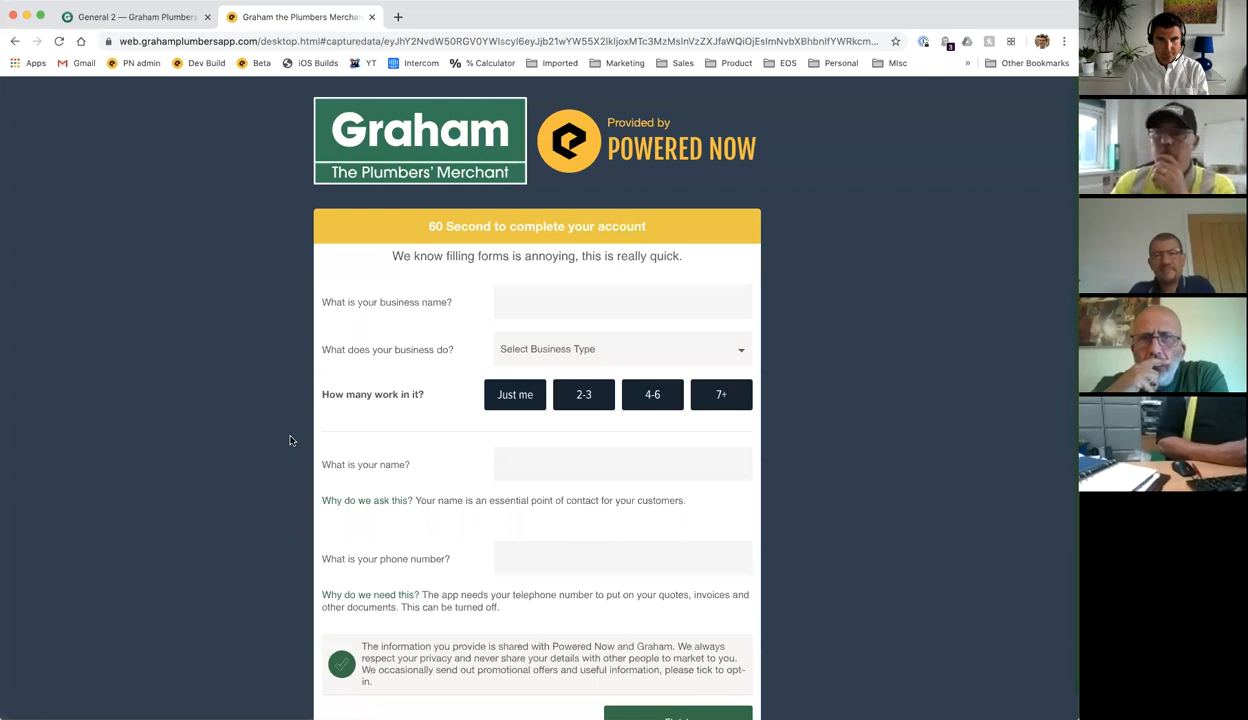 General 2 — Graham Plumbers
Graham the Plumbers Merchan
web.grahamplumbersapp.com/desktop.html#capturedata/
Apps
Gmail
PN admin
Dev Build
Beta
iOS Builds
YT
Intercom
% Calculator
Imported
Marketing
Sales
Product
EOS
Personal
MIsc
»
Other Bookmarks
Graham
The Plumbers' Merchant
Provided by
POWERED NOW
60 Second to complete your account
We know filling forms is annoying, this is really quick.
What is your business name?
What does your business do?
Select Business Type
How many work in it?
Just me
2-3
4-6
7+
What is your name?
Why do we ask this? Your name is an essential point of contact for your customers.
What is your phone number?
Why do we need this? The app needs your telephone number to put on your quotes, invoices and
other documents. This can be turned off.
The information you provide is shared with Powered Now and Graham. We always
respect your privacy and never share your details with other people to market to you.
We occasionally send out promotional offers and useful information, please tick to opt-
in.